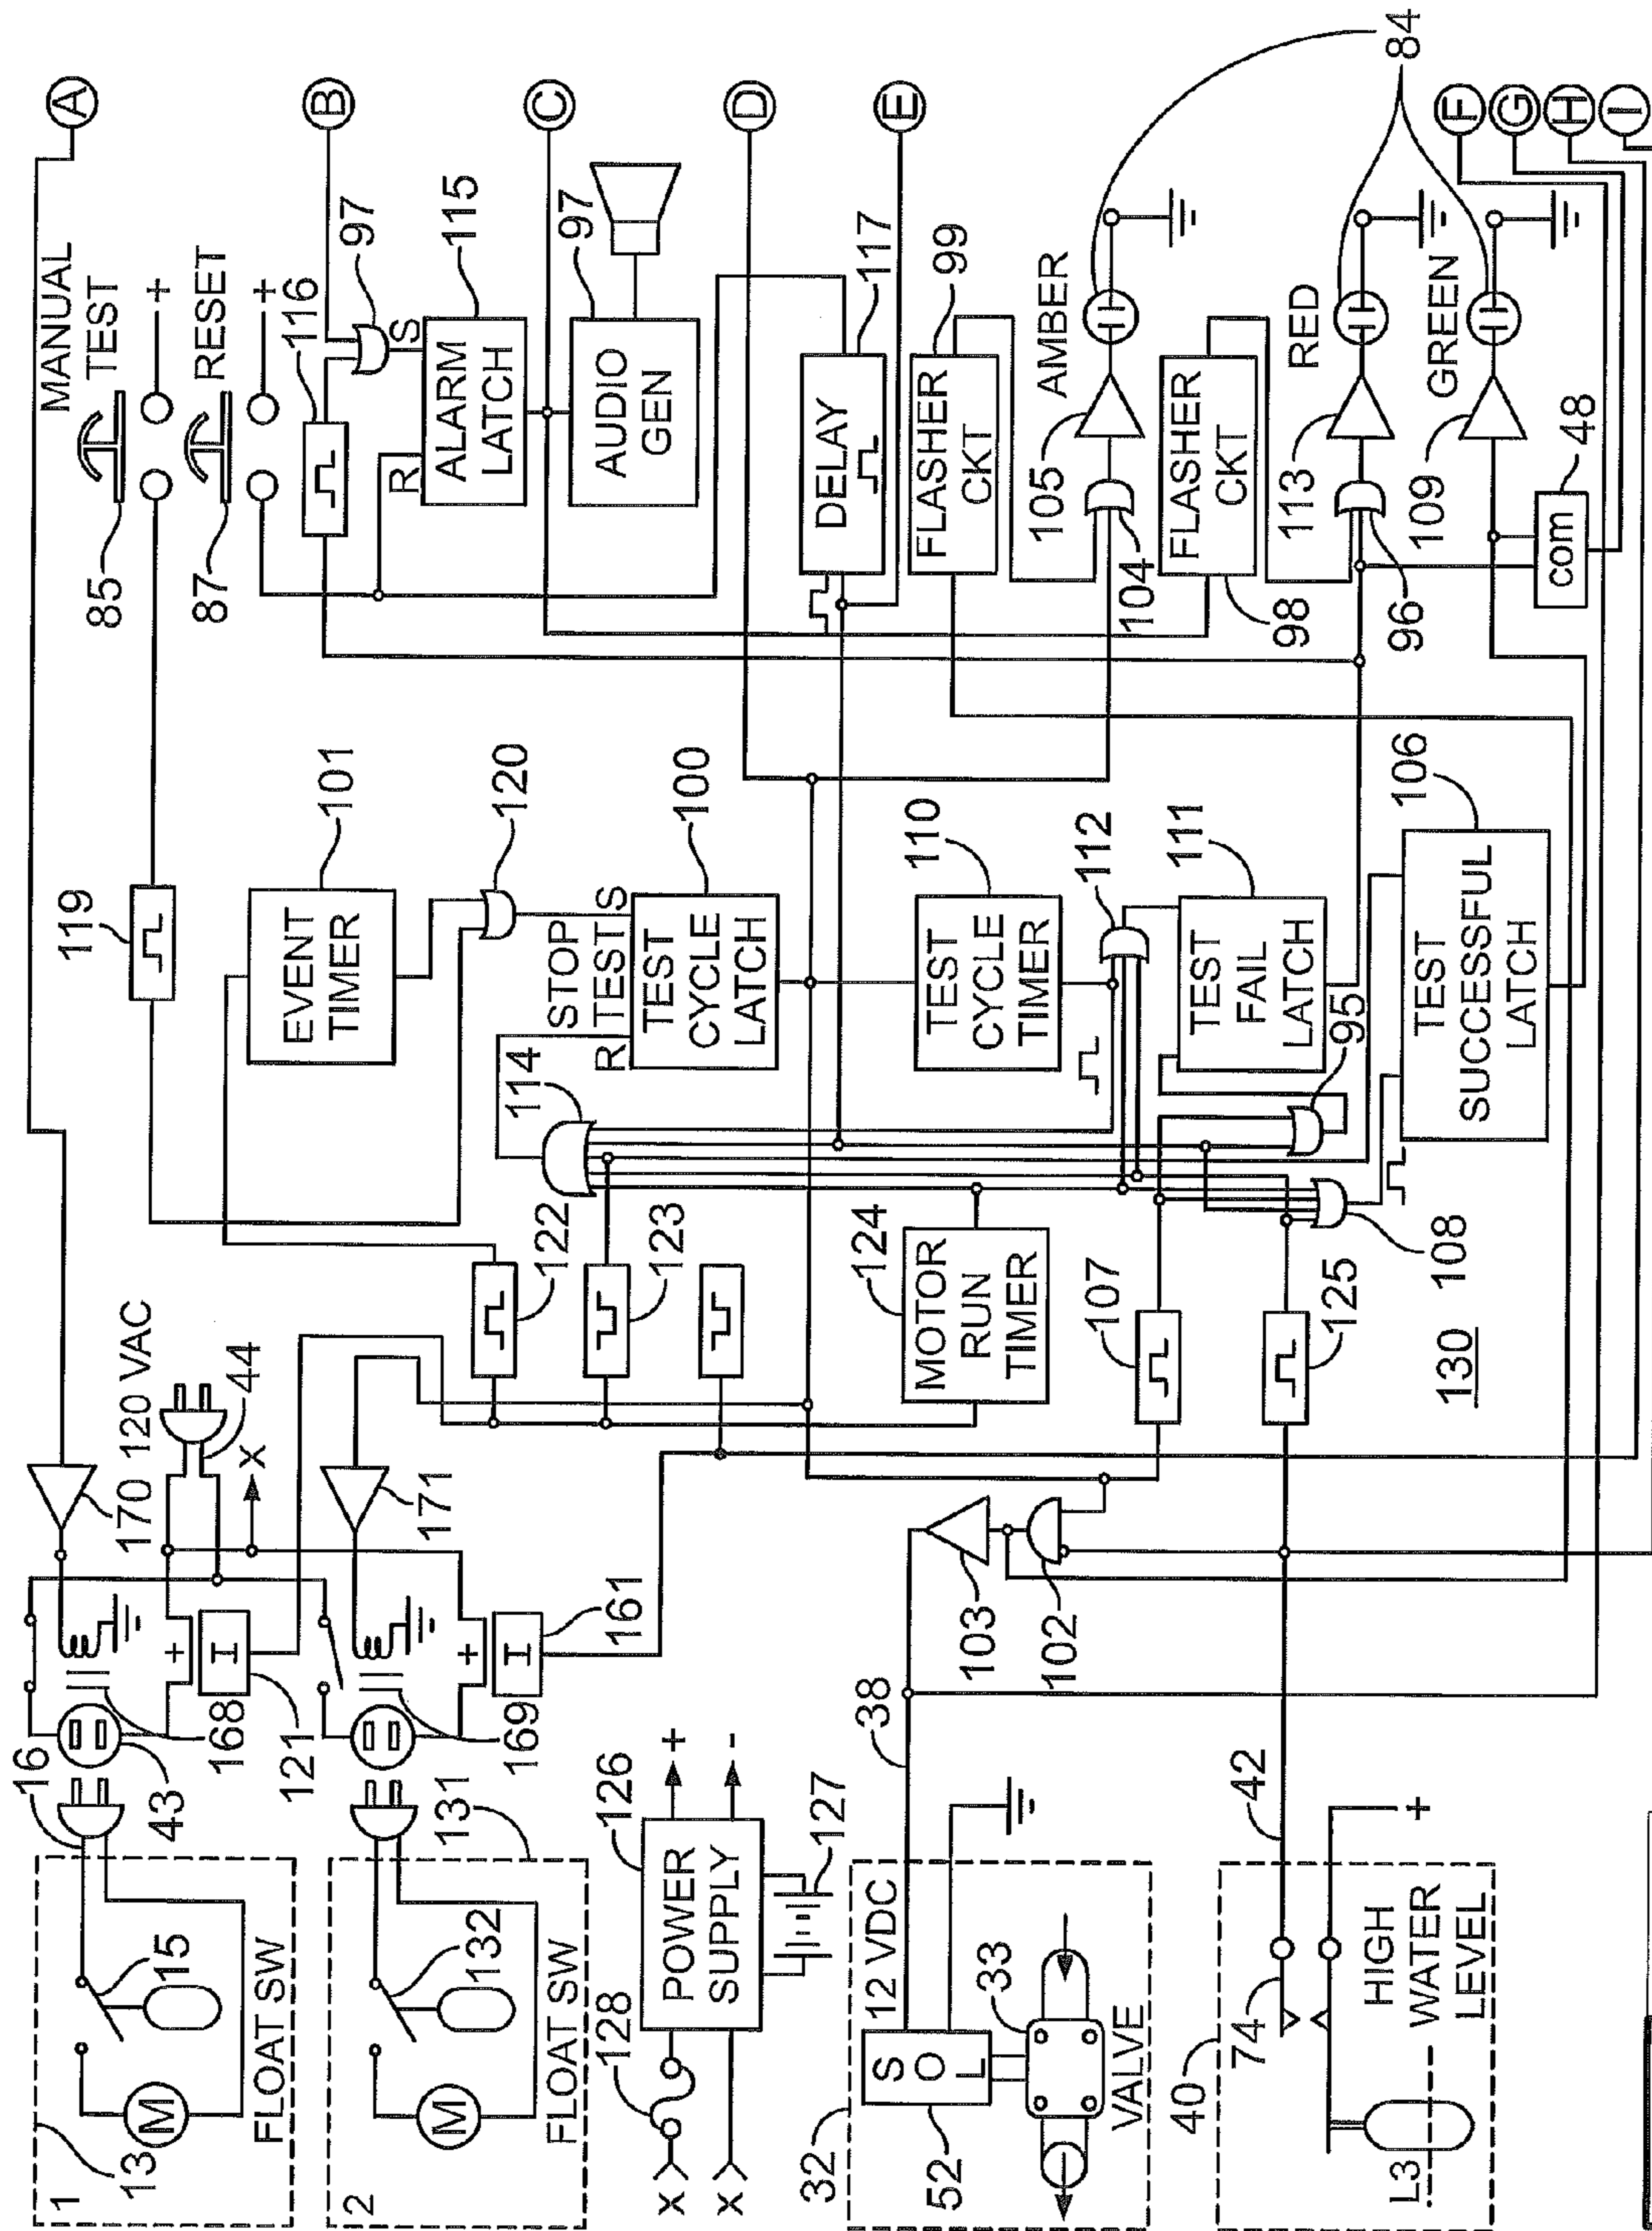 MANUAL
TEST
RESET
+
+
85
87
119
116
97
S
R
ALARM
LATCH
115
AUDIO
GEN
97
A
B
C
D
E
F
G
H
I
DELAY
117
FLASHER
CKT
99
AMBER
105
104
FLASHER
CKT
98
RED
113
96
GREEN
109
com
48
84
EVENT
TIMER
101
120
STOP
TEST
S
R
TEST
CYCLE
LATCH
100
114
TEST
CYCLE
TIMER
110
112
TEST
FAIL
LATCH
111
95
TEST
SUCCESSFUL
LATCH
106
108
122
123
MOTOR
RUN
TIMER
124
107
125
130
170
120 VAC
44
X
171
+
I
168
121
+
I
161
169
103
102
16
43
11
13
M
15
FLOAT SW
12
131
M
132
FLOAT SW
X
X
128
POWER
SUPPLY
126
+
-
127
32
12 VDC
SOL
52
33
VALVE
38
40
74
42
HIGH
WATER
LEVEL
L3
+